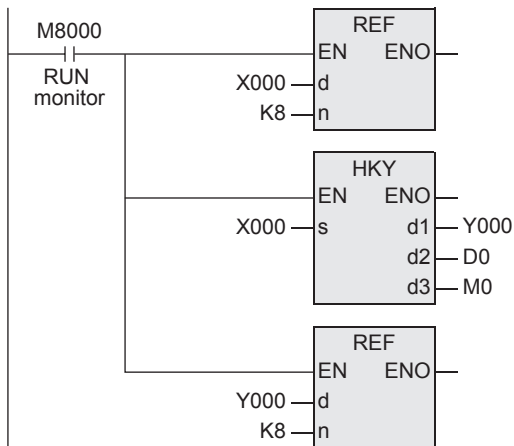 M8000
RUN
monitor
REF
EN ENO
X000 d
K8 n
HKY
EN ENO
X000 s d1 Y000
d2 D0
d3 M0
REF
EN ENO
Y000 d
K8 n